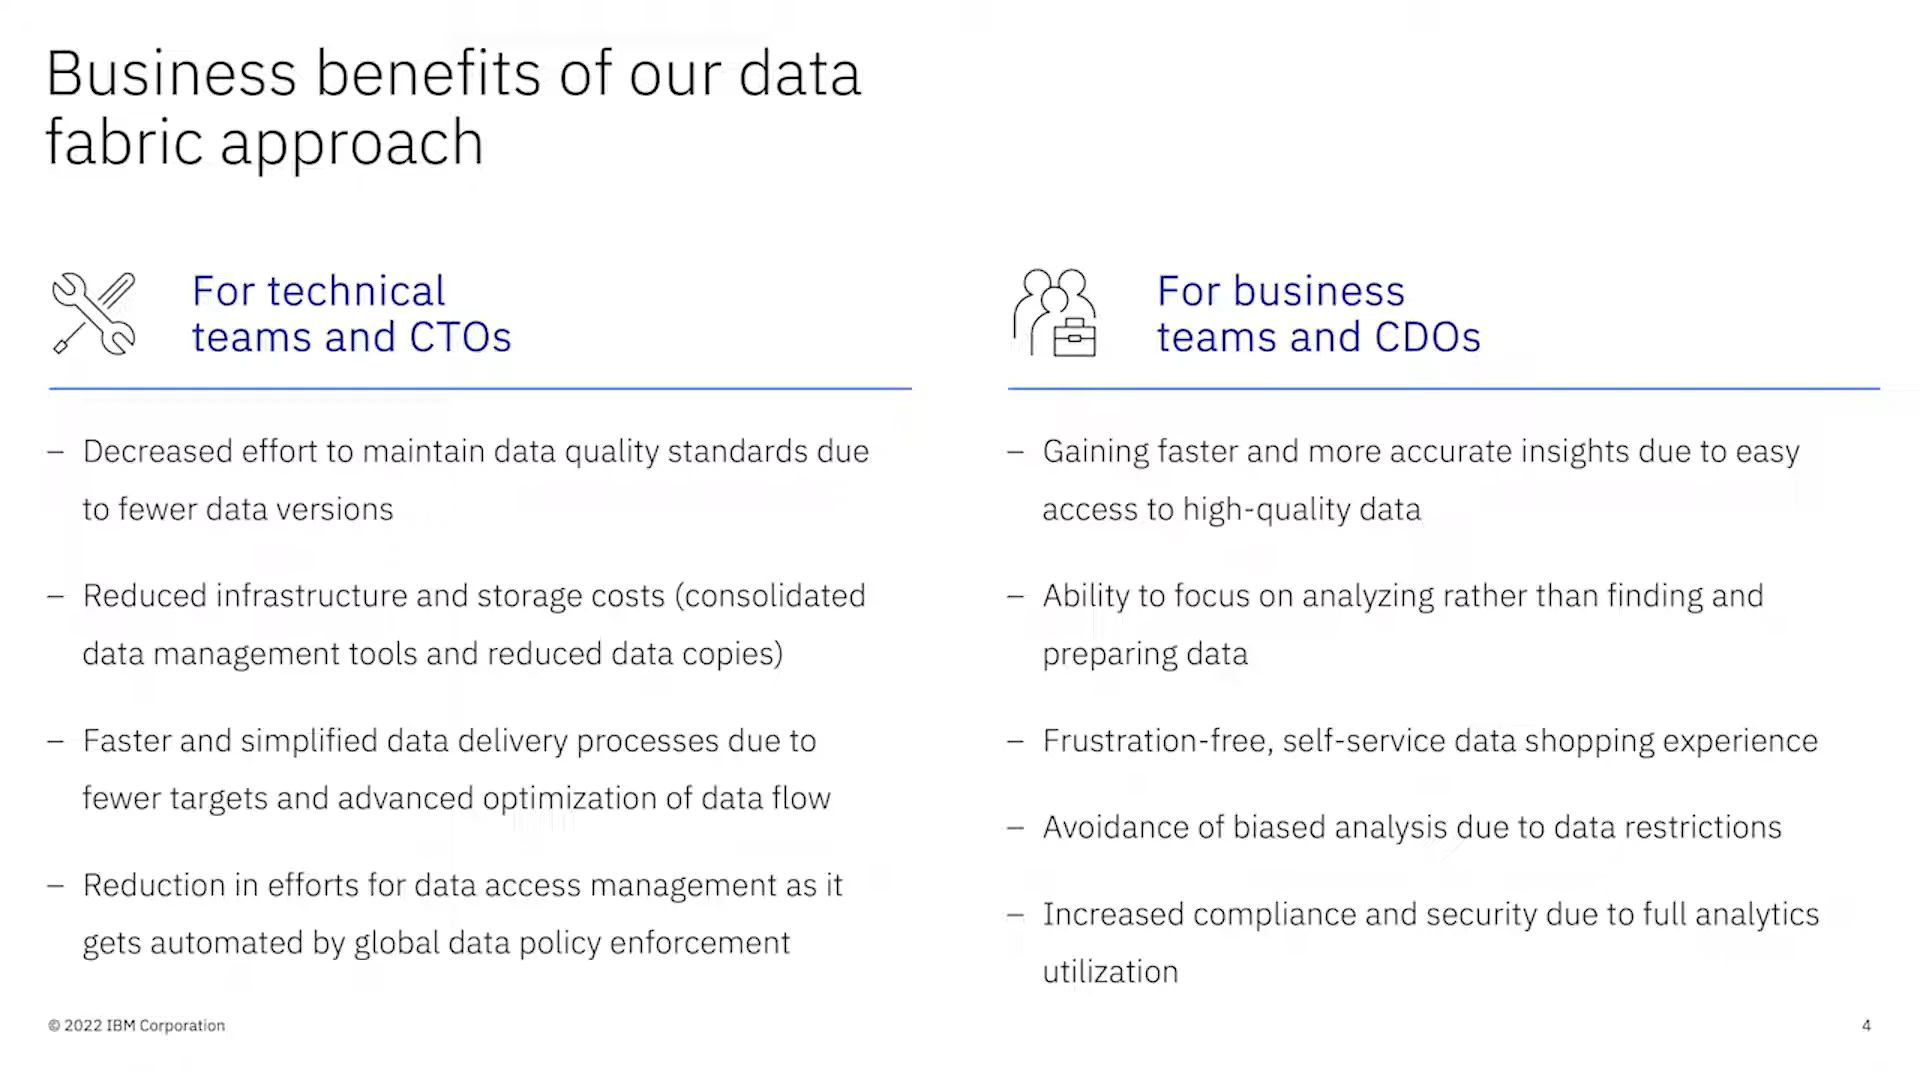 Business benefits of our data
fabric approach
For technical
teams and CTOs
– Decreased effort to maintain data quality standards due
to fewer data versions
– Reduced infrastructure and storage costs (consolidated
data management tools and reduced data copies)
– Faster and simplified data delivery processes due to
fewer targets and advanced optimization of data flow
– Reduction in efforts for data access management as it
gets automated by global data policy enforcement
For business
teams and CDOs
– Gaining faster and more accurate insights due to easy
access to high-quality data
– Ability to focus on analyzing rather than finding and
preparing data
– Frustration-free, self-service data shopping experience
– Avoidance of biased analysis due to data restrictions
– Increased compliance and security due to full analytics
utilization
© 2022 IBM Corporation
4